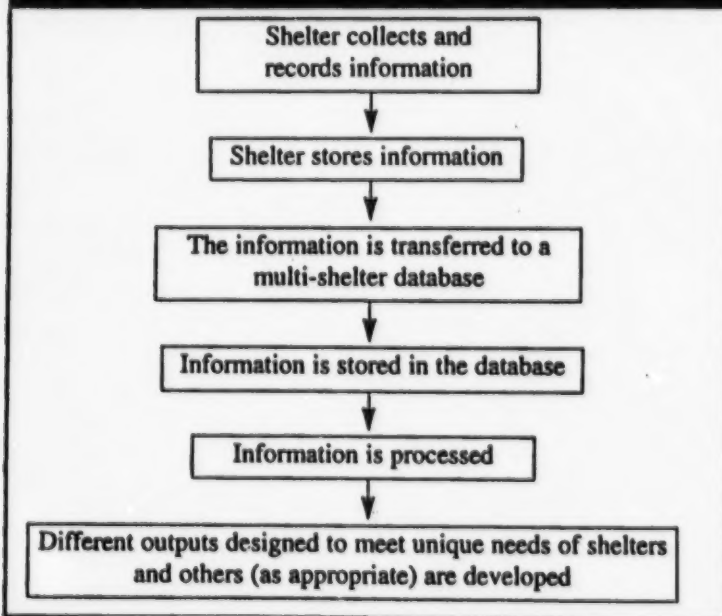 Shelter collects and
records information
Shelter stores information
The information is transferred to a
multi-shelter database
Information is stored in the database
Information is processed
Different outputs designed to meet unique needs of shelters
and others (as appropriate) are developed